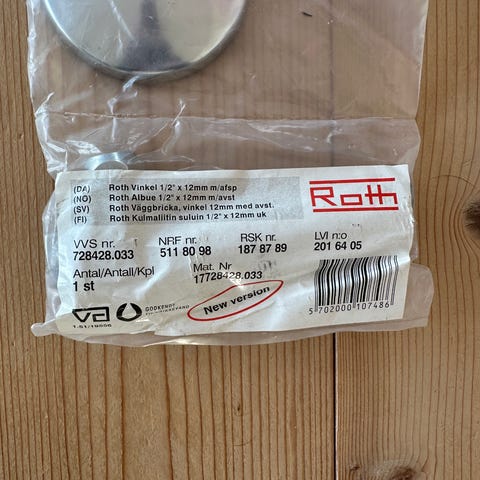 (DA) Roth Vinkel 1/2" x 12mm m/afsp
(NO) Roth Albue 1/2" x 12mm m/avst
(SV) Roth Väggbricka, vinkel 12mm med avst.
(FI) Roth Kulmaliitin suluin 1/2" x 12mm uk
Roth
VVS nr. NRF nr. RSK nr. LVI n:o
728428.033 511 80 98 187 87 89 201 64 05
Antal/Antall/Kpl Mat. Nr
1 st 17728428.033
New version
va GODKENDT
DRIKKEVAND
5 702000 107486